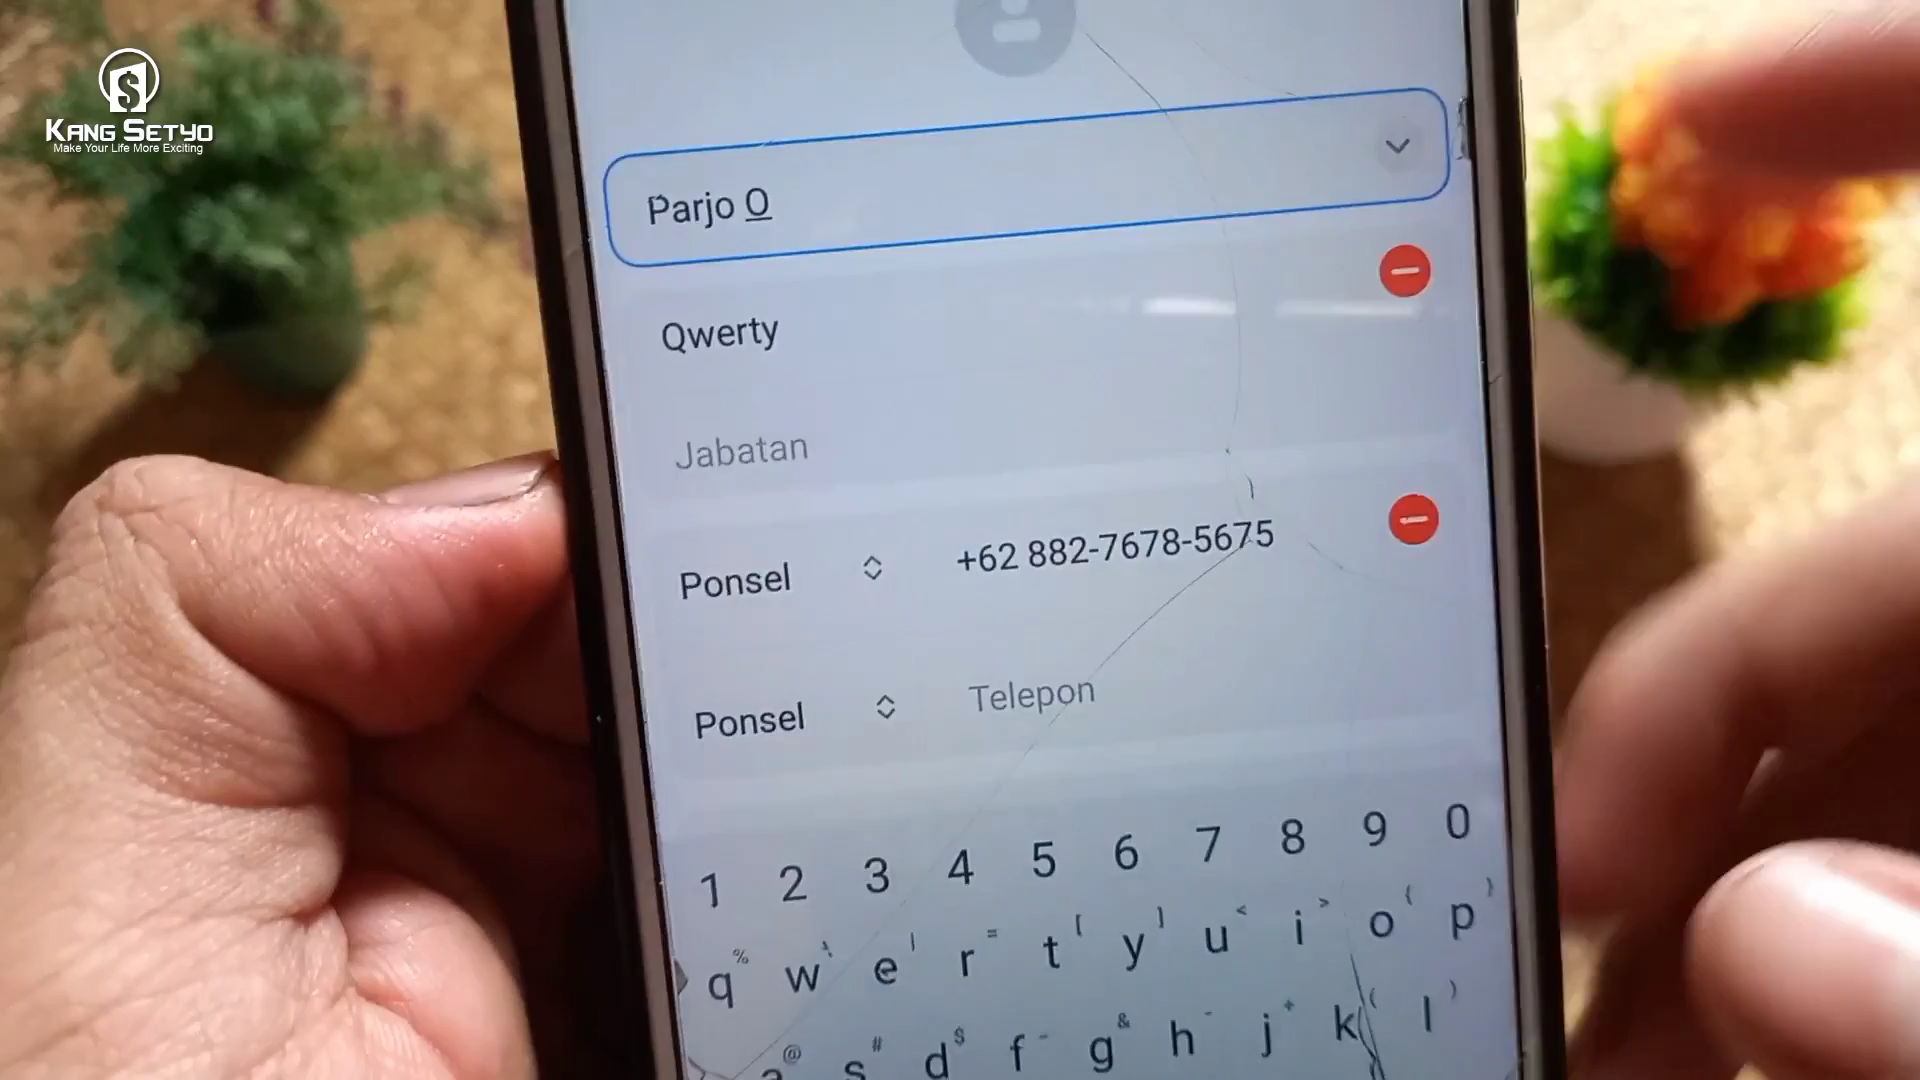 KANG SETYO
Make Your Life More Exciting
Parjo O
Qwerty
Jabatan
Ponsel +62 882-7678-5675
Ponsel Telepon
1 2 3 4 5 6 7 8 9 0
% \ | = [ ] < > { }
q w e r t y u i o p
@ # $ - & - + ( )
a s d f g h j k l